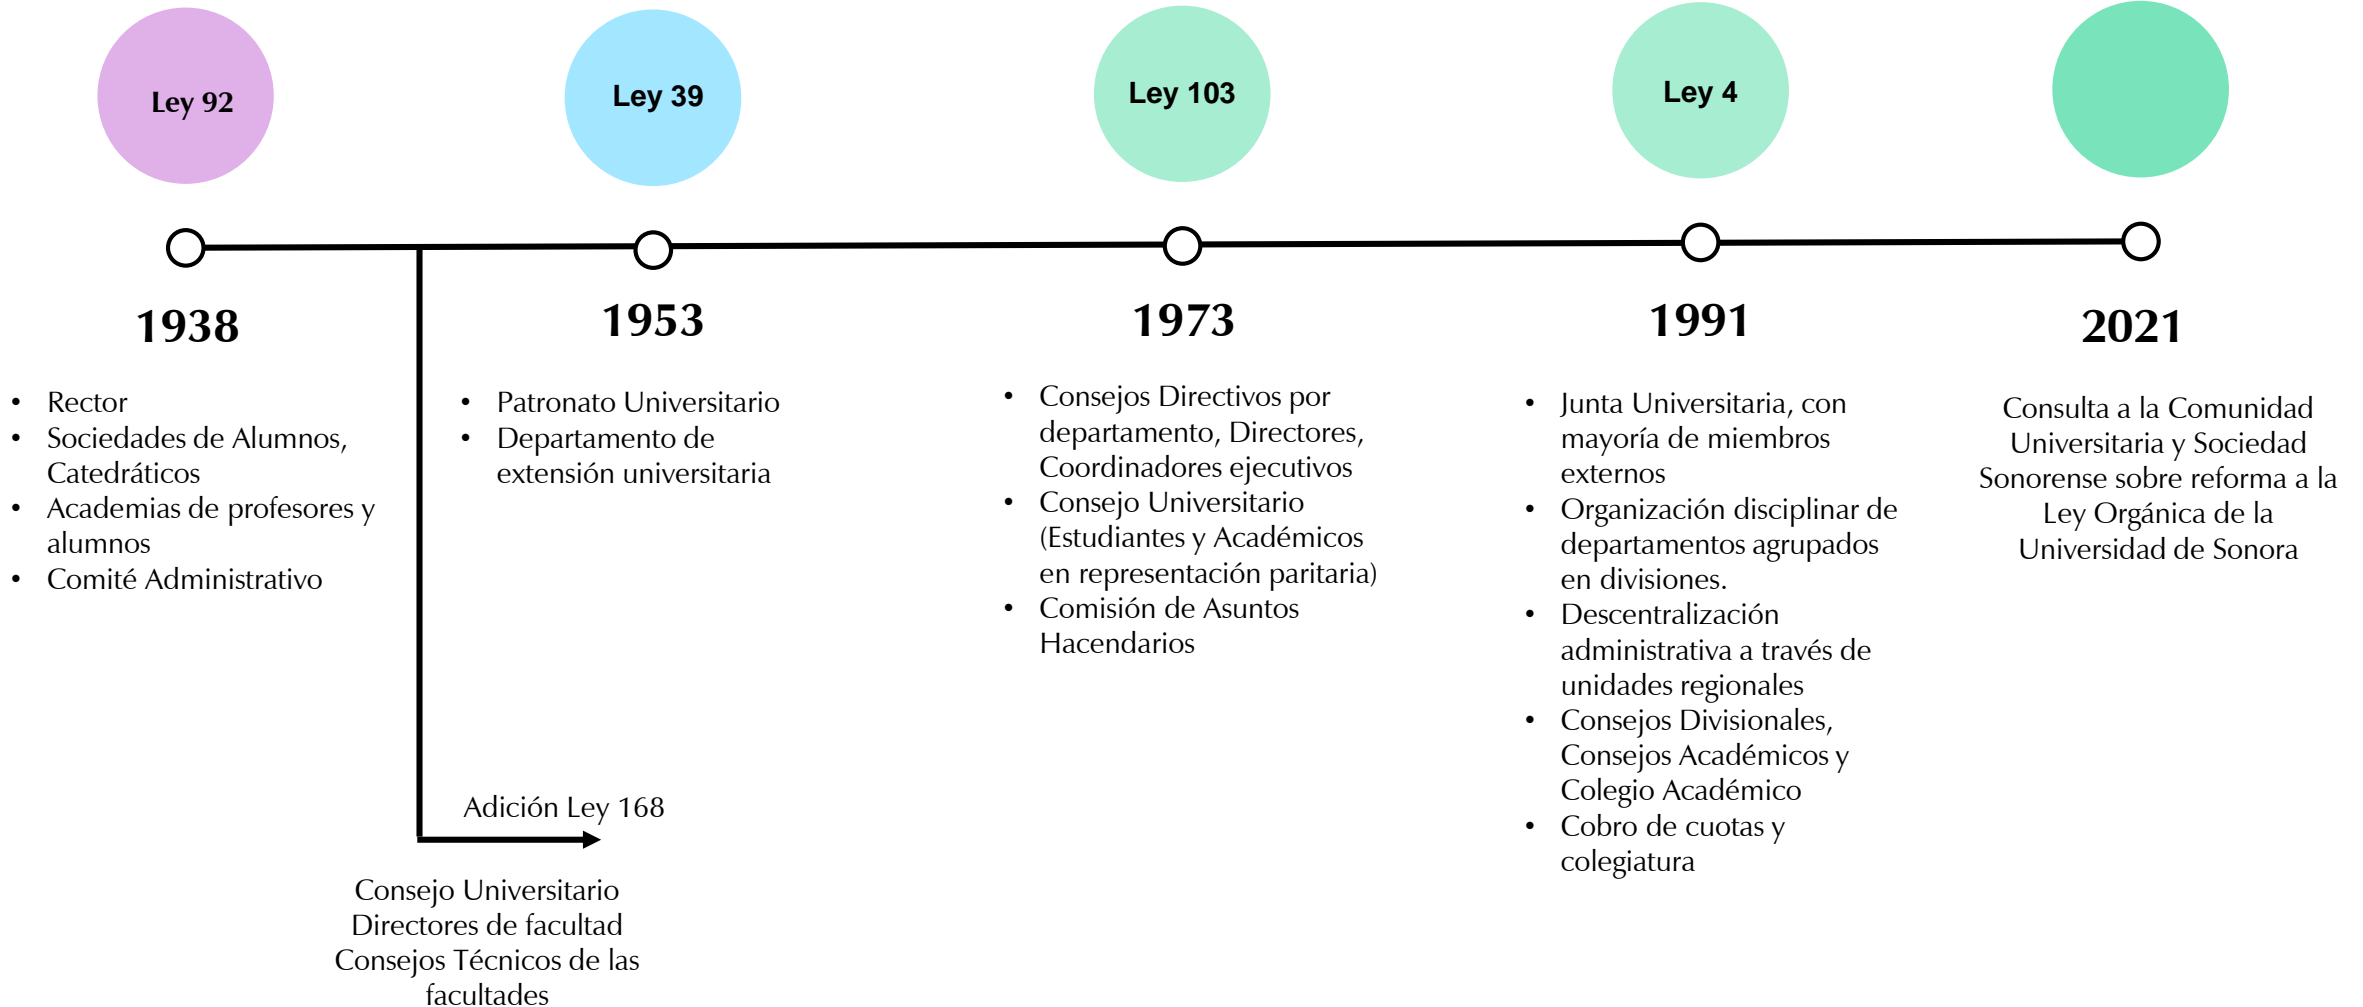 Ley 92
Ley 39
Ley 103
Ley 4
1938
1953
1973
1991
2021
• Rector
• Sociedades de Alumnos,
Catedráticos
• Academias de profesores y
alumnos
• Comité Administrativo
• Patronato Universitario
• Departamento de
extensión universitaria
• Consejos Directivos por
departamento, Directores,
Coordinadores ejecutivos
• Consejo Universitario
(Estudiantes y Académicos
en representación paritaria)
• Comisión de Asuntos
Hacendarios
• Junta Universitaria, con
mayoría de miembros
externos
• Organización disciplinar de
departamentos agrupados
en divisiones.
• Descentralización
administrativa a través de
unidades regionales
• Consejos Divisionales,
Consejos Académicos y
Colegio Académico
• Cobro de cuotas y
colegiatura
Consulta a la Comunidad
Universitaria y Sociedad
Sonorense sobre reforma a la
Ley Orgánica de la
Universidad de Sonora
Adición Ley 168
Consejo Universitario
Directores de facultad
Consejos Técnicos de las
facultades